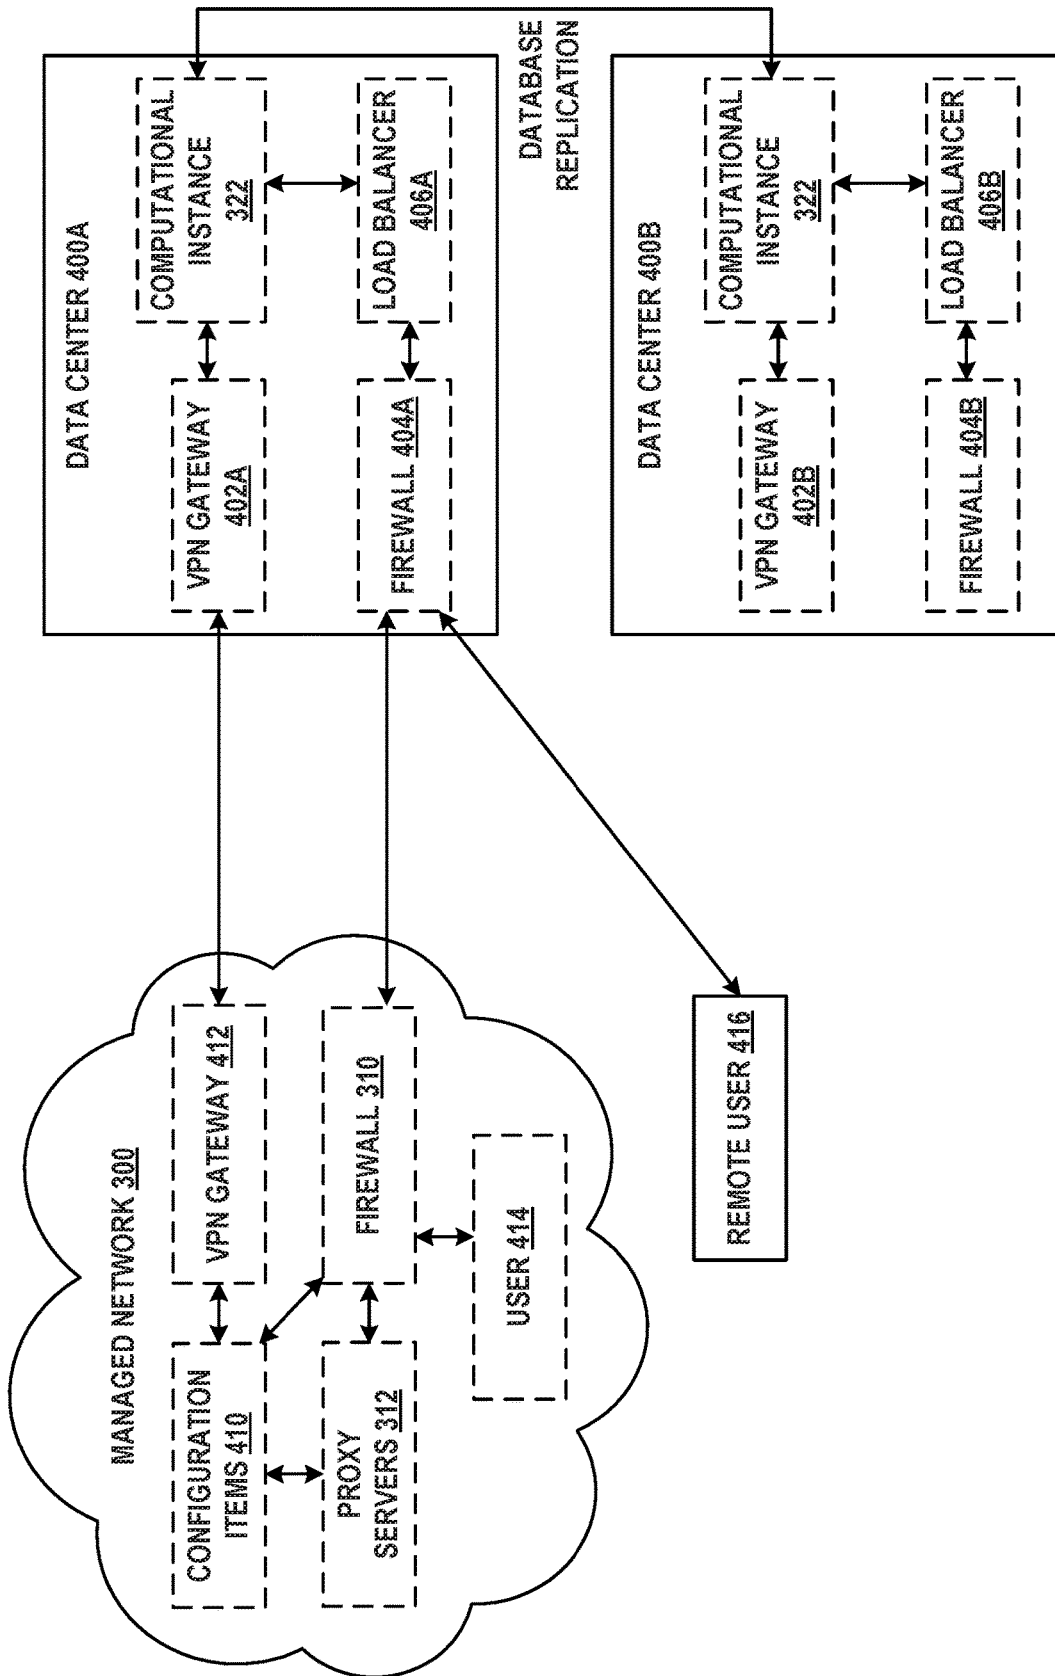 MANAGED NETWORK 300
CONFIGURATION
ITEMS 410
VPN GATEWAY 412
PROXY
SERVERS 312
FIREWALL 310
USER 414
REMOTE USER 416
DATA CENTER 400A
VPN GATEWAY
402A
COMPUTATIONAL
INSTANCE
322
FIREWALL 404A
LOAD BALANCER
406A
DATABASE
REPLICATION
DATA CENTER 400B
VPN GATEWAY
402B
COMPUTATIONAL
INSTANCE
322
FIREWALL 404B
LOAD BALANCER
406B